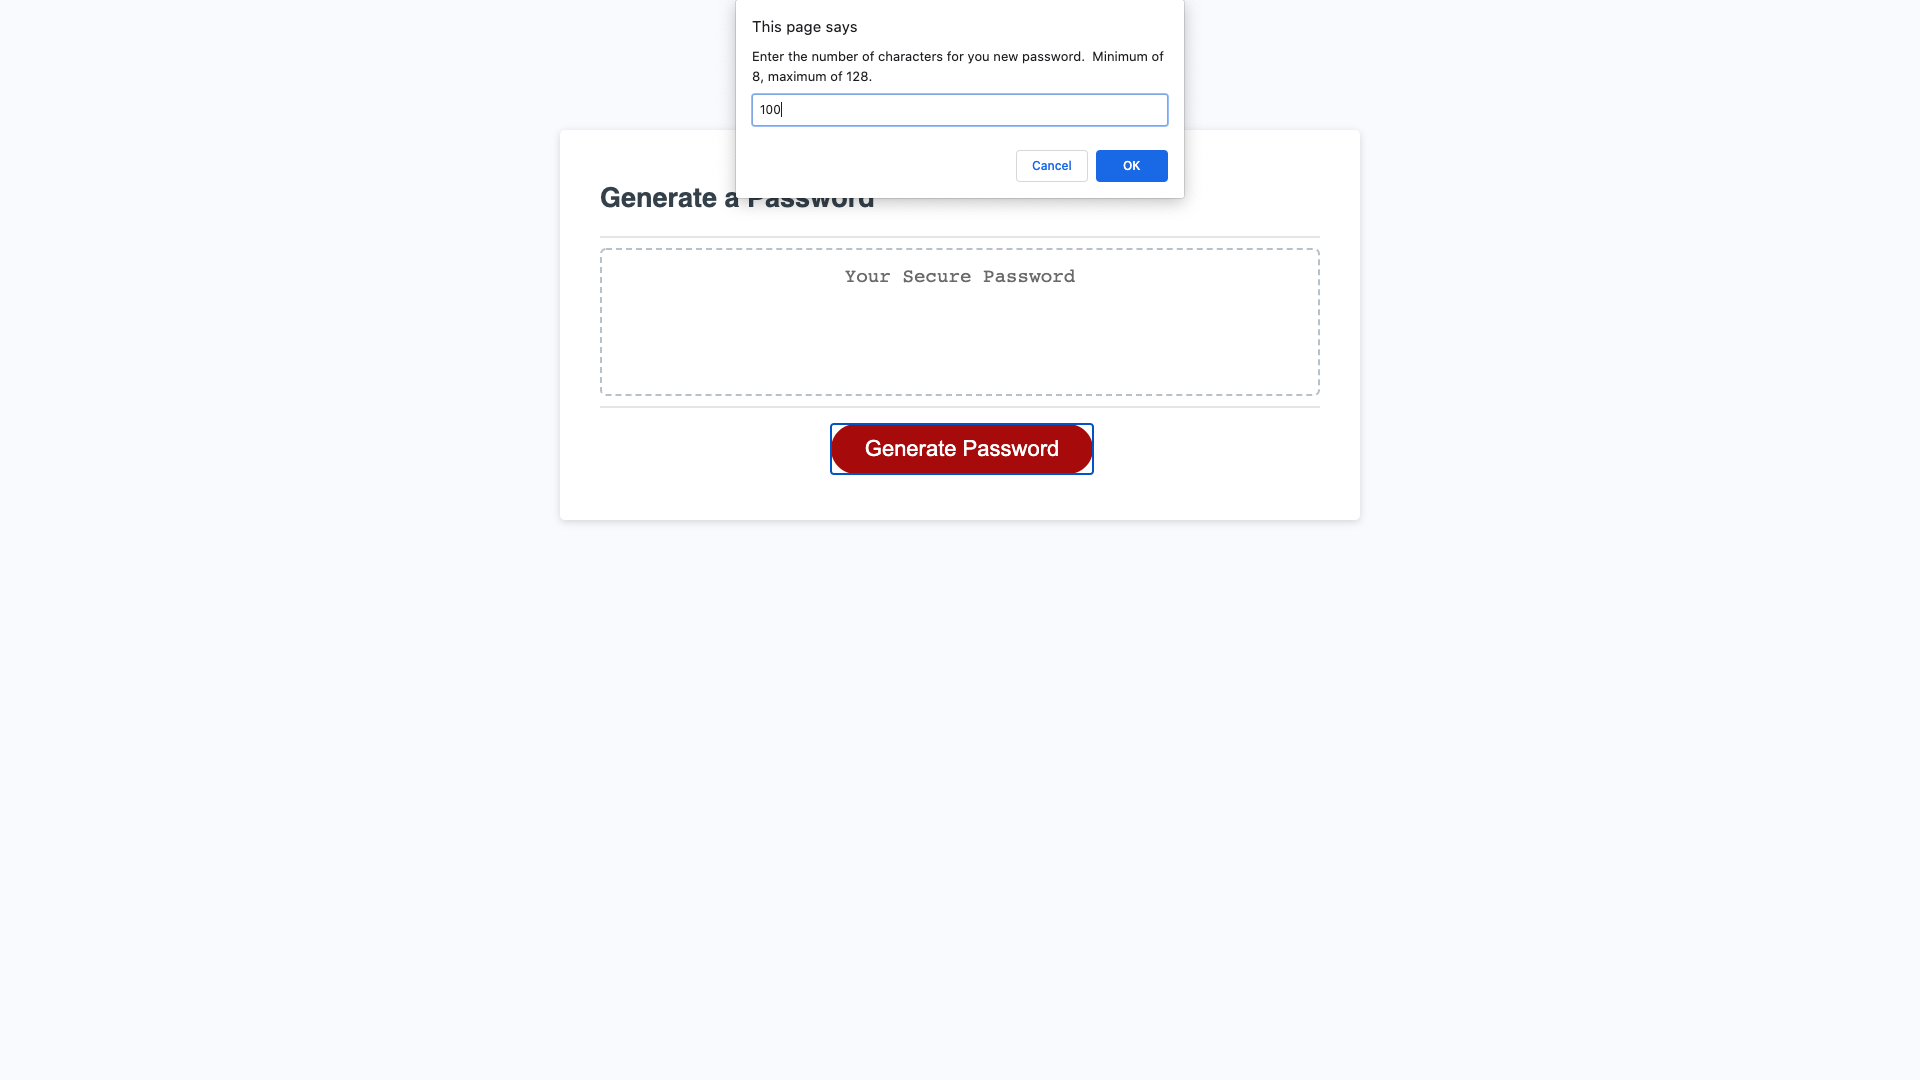 This page says
Enter the number of characters for you new password.  Minimum of
8, maximum of 128.
100
Cancel
OK
Generate a Password
Your Secure Password
Generate Password